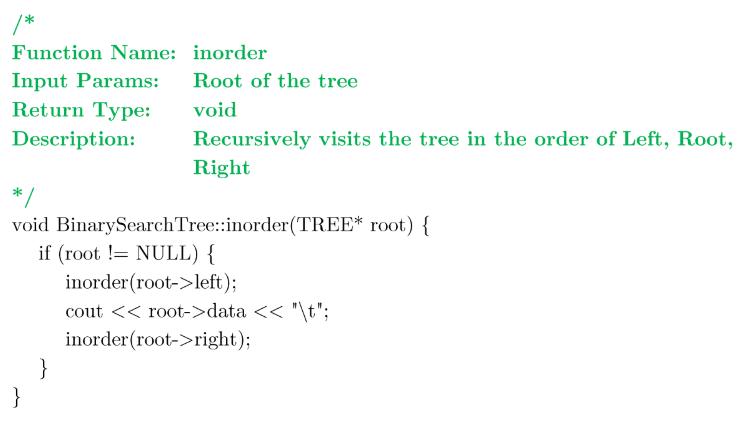 /*
Function Name: inorder
Input Params: Root of the tree
Return Type: void
Description: Recursively visits the tree in the order of Left, Root,
Right
*/
void BinarySearchTree::inorder(TREE* root) {
if (root != NULL) {
inorder(root->left);
cout << root->data << "\t";
inorder(root->right);
}
}